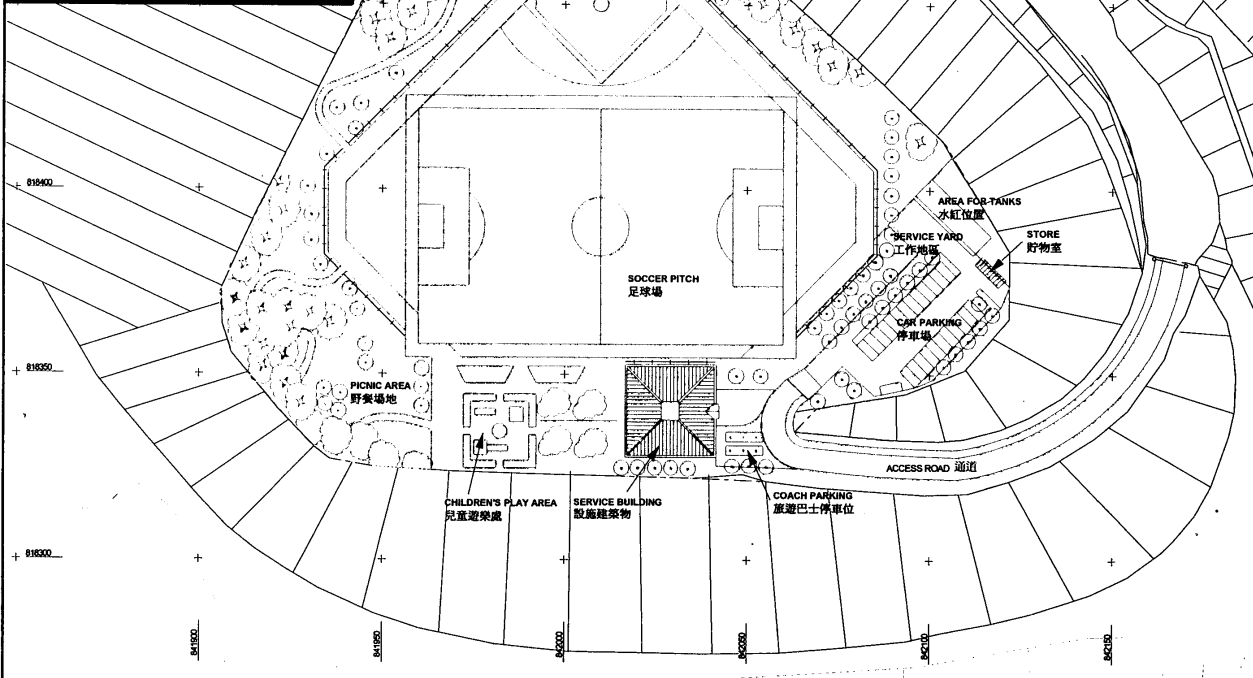 818400
AREA FOR TANKS
水缸位置
STORE
貯物室
SERVICE YARD
工作地區
SOCCER PITCH
足球場
CAR PARKING
停車場
818350
PICNIC AREA
野餐場地
ACCESS ROAD 通道
CHILDREN'S PLAY AREA
兒童遊樂處
SERVICE BUILDING
設施建築物
COACH PARKING
旅遊巴士停車位
818300
841900
841950
842000
842050
842100
842150